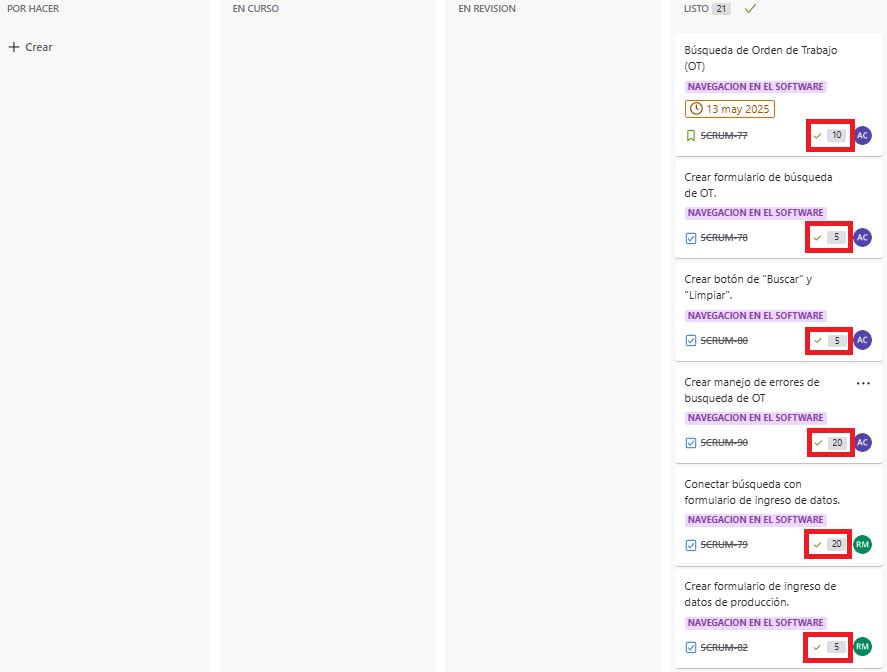 POR HACER
EN CURSO
EN REVISION
LISTO 21
Crear
Búsqueda de Orden de Trabajo
(OT)
NAVEGACION EN EL SOFTWARE
13 may 2025
SCRUM-77 10 AC
Crear formulario de búsqueda
de OT.
NAVEGACION EN EL SOFTWARE
SCRUM-78 5 AC
Crear botón de "Buscar" y
"Limpiar".
NAVEGACION EN EL SOFTWARE
SCRUM-80 5 AC
Crear manejo de errores de
busqueda de OT
NAVEGACION EN EL SOFTWARE
SCRUM-90 20 AC
Conectar búsqueda con
formulario de ingreso de datos.
NAVEGACION EN EL SOFTWARE
SCRUM-79 20 RM
Crear formulario de ingreso de
datos de producción.
NAVEGACION EN EL SOFTWARE
SCRUM-82 5 RM